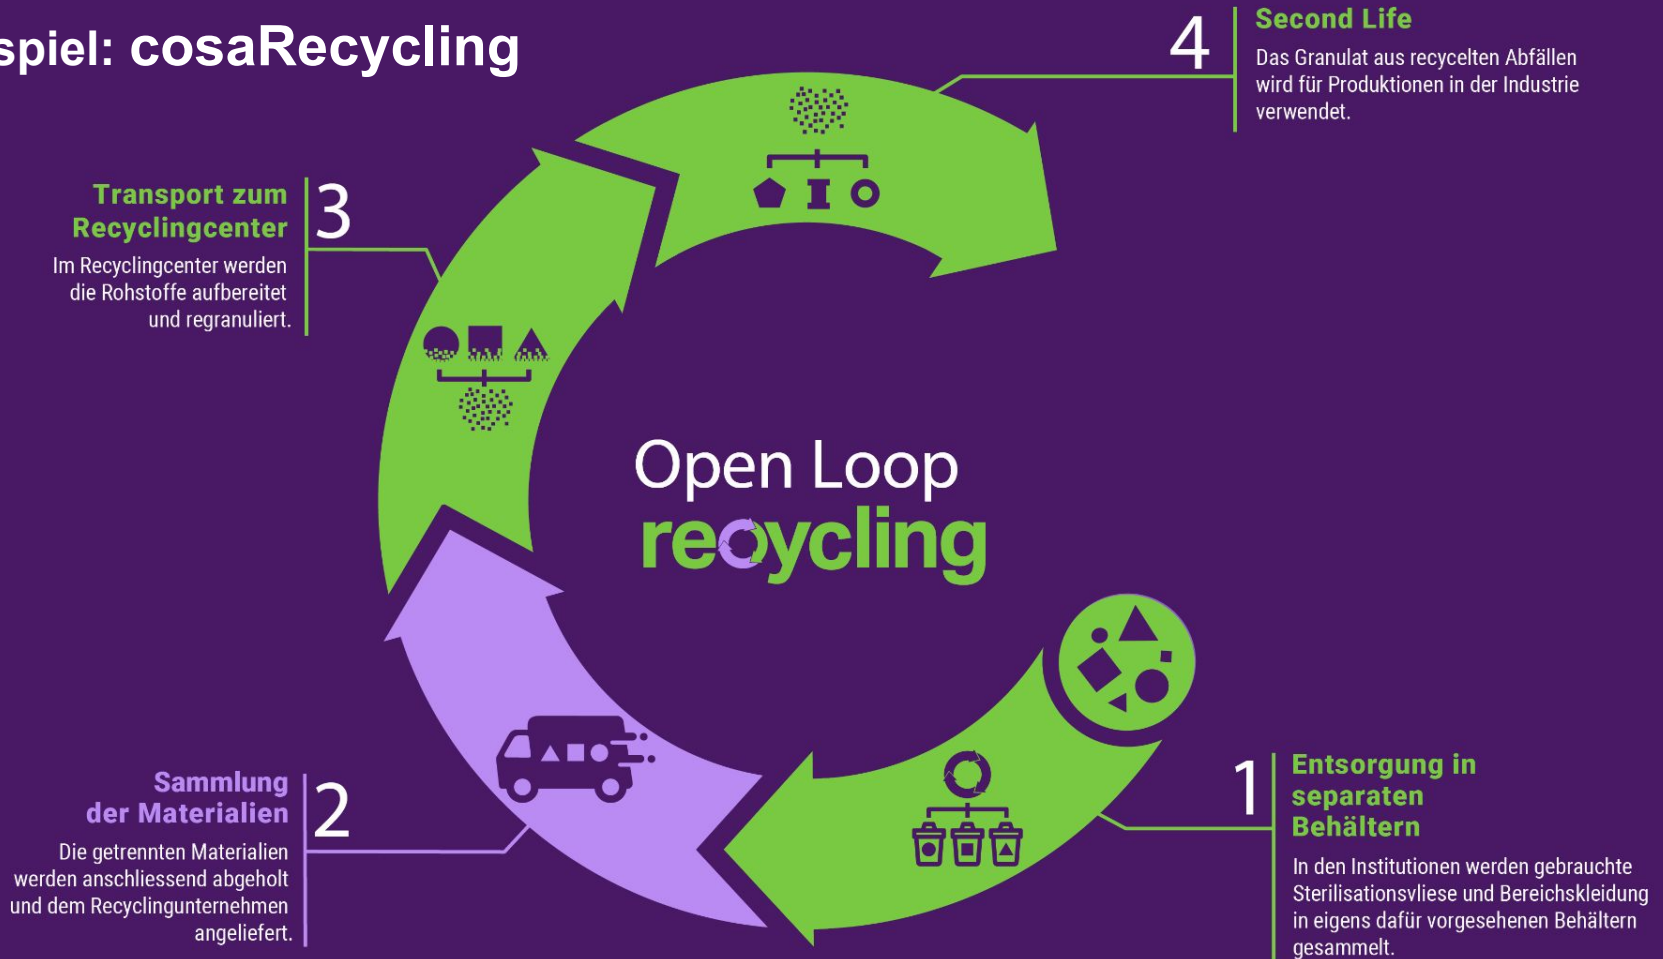 spiel: cosaRecycling
4
Second Life
Das Granulat aus recycelten Abfällen
wird für Produktionen in der Industrie
verwendet.
3
Transport zum
Recyclingcenter
Im Recyclingcenter werden
die Rohstoffe aufbereitet
und regranuliert.
Open Loop
recycling
2
Sammlung
der Materialien
Die getrennten Materialien
werden anschliessend abgeholt
und dem Recyclingunternehmen
angeliefert.
1
Entsorgung in
separaten
Behältern
In den Institutionen werden gebrauchte
Sterilisationsvliese und Bereichskleidung
in eigens dafür vorgesehenen Behältern
gesammelt.